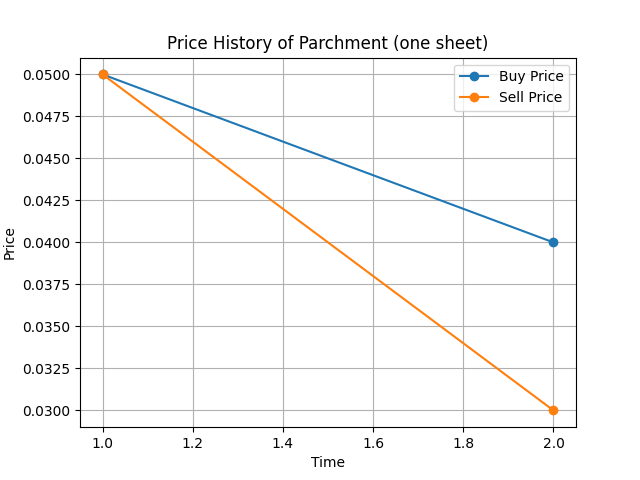 Price History of Parchment (one sheet)
Buy Price
Sell Price
Price
0.0500
0.0475
0.0450
0.0425
0.0400
0.0375
0.0350
0.0325
0.0300
1.0 1.2 1.4 1.6 1.8 2.0
Time